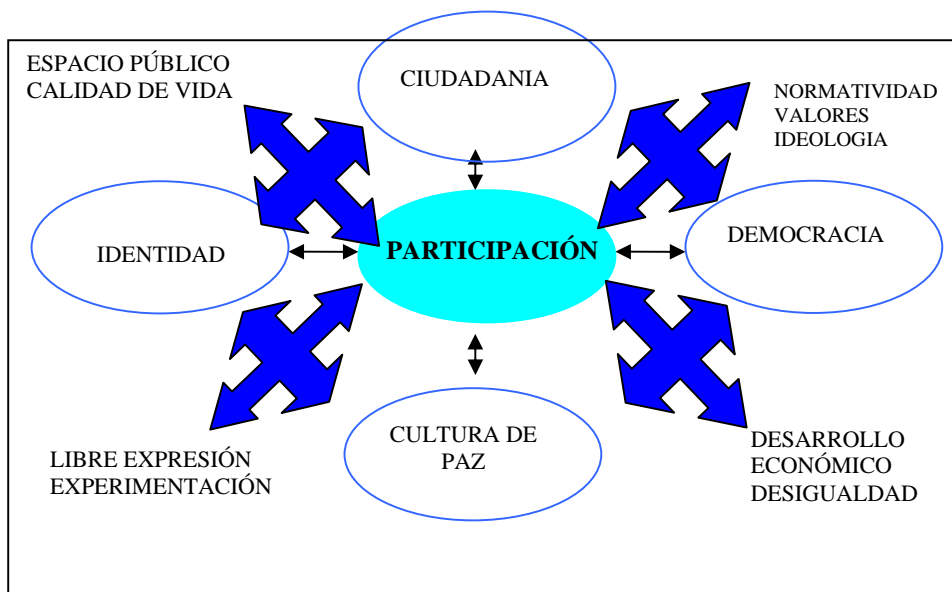 ESPACIO PÚBLICO
CALIDAD DE VIDA
CIUDADANIA
NORMATIVIDAD
VALORES
IDEOLOGIA
IDENTIDAD
PARTICIPACIÓN
DEMOCRACIA
LIBRE EXPRESIÓN
EXPERIMENTACIÓN
CULTURA DE
PAZ
DESARROLLO
ECONÓMICO
DESIGUALDAD